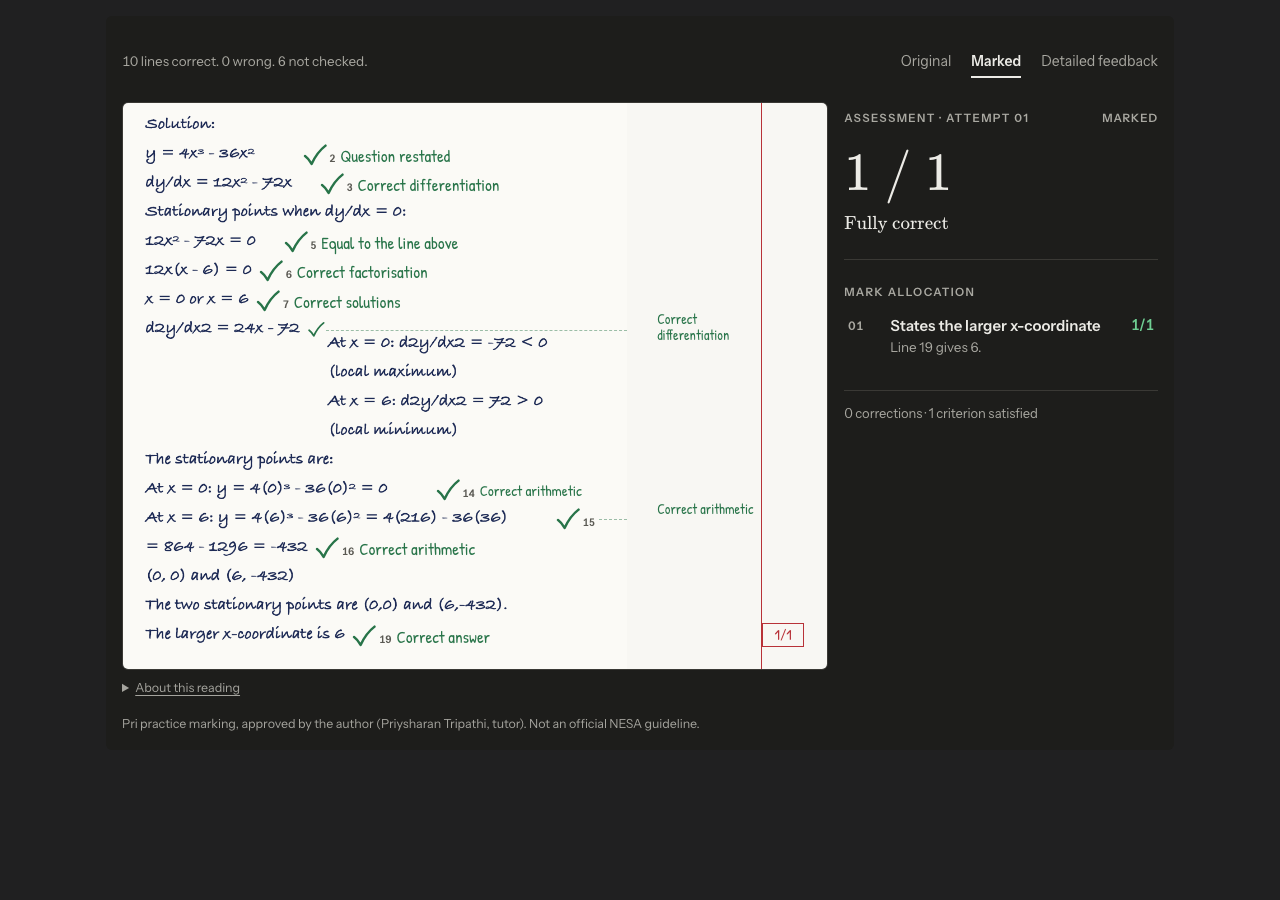 10 lines correct. 0 wrong. 6 not checked.
Original Marked Detailed feedback
Solution:
y = 4x³ - 36x² 2 Question restated
dy/dx = 12x² - 72x 3 Correct differentiation
Stationary points when dy/dx = 0:
12x² - 72x = 0 5 Equal to the line above
12x(x - 6) = 0 6 Correct factorisation
x = 0 or x = 6 7 Correct solutions
d2y/dx2 = 24x - 72
Correct
differentiation
At x = 0: d2y/dx2 = -72 < 0
(local maximum)
At x = 6: d2y/dx2 = 72 > 0
(local minimum)
The stationary points are:
At x = 0: y = 4(0)³ - 36(0)² = 0 14 Correct arithmetic
At x = 6: y = 4(6)³ - 36(6)² = 4(216) - 36(36) 15 Correct arithmetic
= 864 - 1296 = -432 16 Correct arithmetic
(0, 0) and (6, -432)
The two stationary points are (0,0) and (6,-432).
The larger x-coordinate is 6 19 Correct answer
1/1
ASSESSMENT · ATTEMPT 01 MARKED
1 / 1
Fully correct
MARK ALLOCATION
01 States the larger x-coordinate 1/1
Line 19 gives 6.
0 corrections · 1 criterion satisfied
About this reading
Pri practice marking, approved by the author (Priysharan Tripathi, tutor). Not an official NESA guideline.